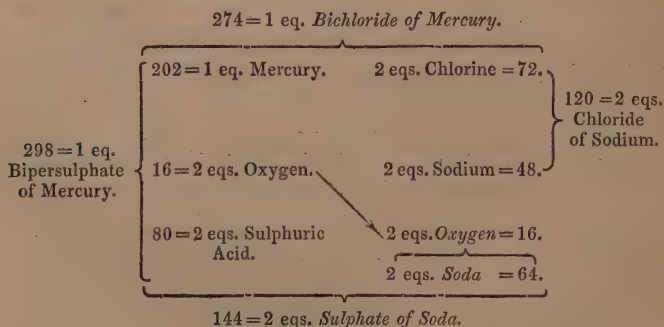 274=1 eq. Bichloride of Mercury.
202=1 eq. Mercury. 2 eqs. Chlorine=72.
120=2 eqs.
Chloride
of Sodium.
298=1 eq.
Bipersulphate
of Mercury.
16=2 eqs. Oxygen. 2 eqs. Sodium=48.
80=2 eqs. Sulphuric
Acid.
2 eqs. Oxygen=16.
2 eqs. Soda =64.
144=2 eqs. Sulphate of Soda.